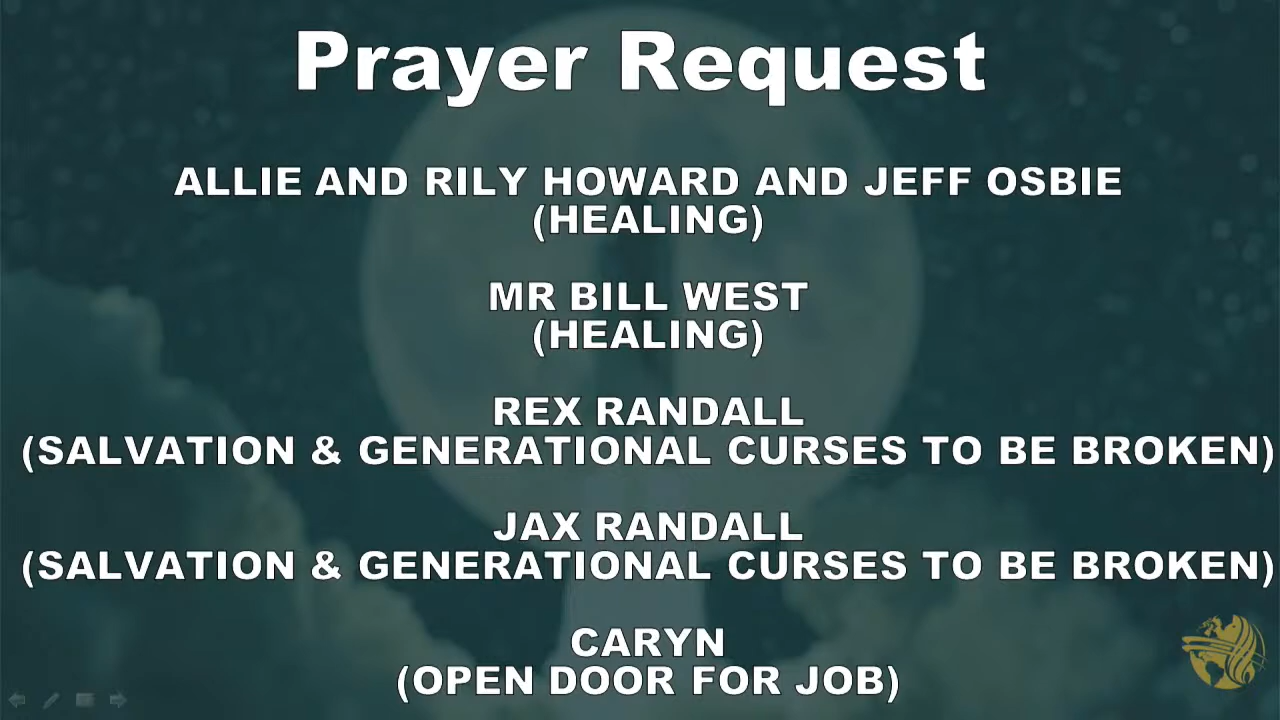 Prayer Request
ALLIE AND RILY HOWARD AND JEFF OSBIE
(HEALING)
MR BILL WEST
(HEALING)
REX RANDALL
(SALVATION & GENERATIONAL CURSES TO BE BROKEN)
JAX RANDALL
(SALVATION & GENERATIONAL CURSES TO BE BROKEN)
CARYN
(OPEN DOOR FOR JOB)